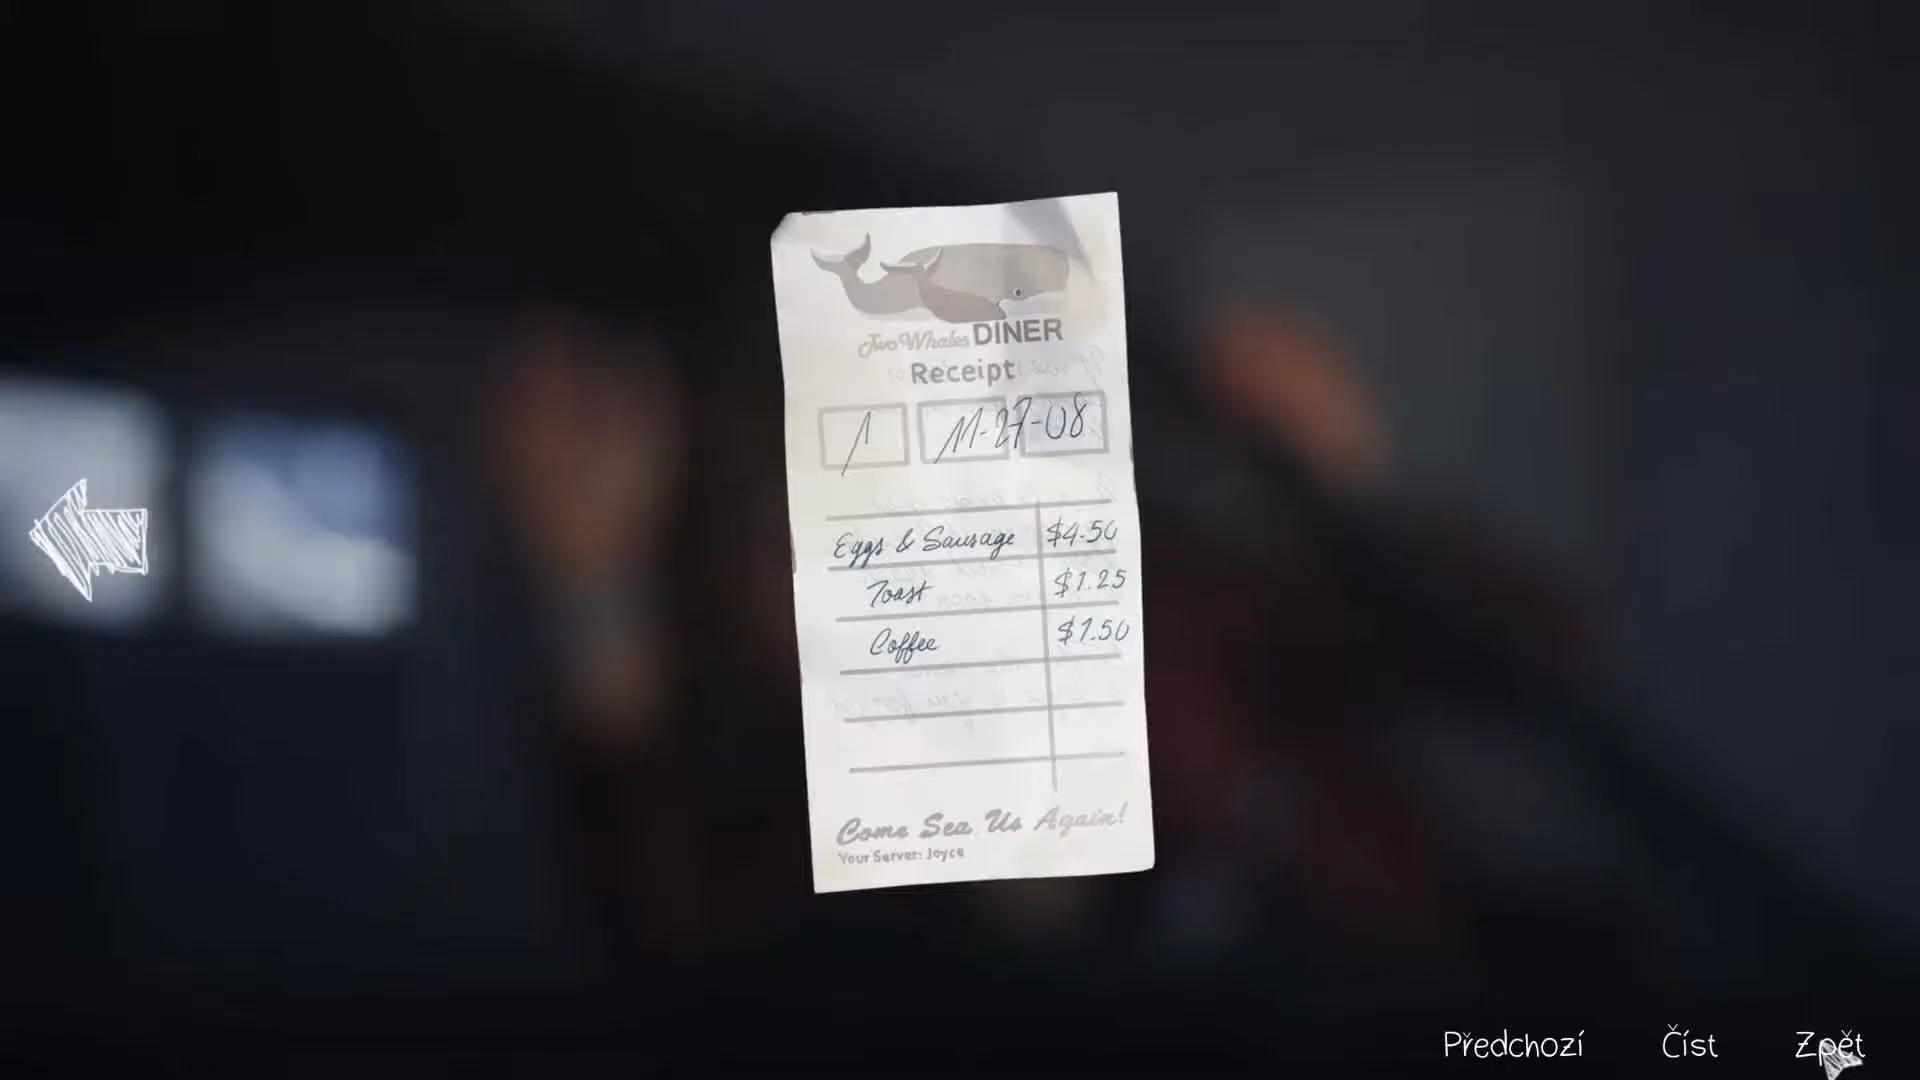 Two Whales DINER
Receipt
1 11-27-08
Eggs & Sausage $4.50
Toast $1.25
Coffee $1.50
Come Sea Us Again!
Your Server: Joyce
Předchozí Číst Zpět